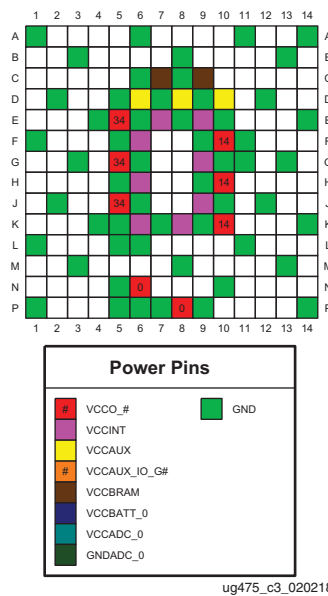 1 2 3 4 5 6 7 8 9 10 11 12 13 14
A A
B B
C C
D D
E 34 E
F 14 F
G 34 G
H 14 H
J 34 J
K 14 K
L L
M M
N 0 N
P 0 P
1 2 3 4 5 6 7 8 9 10 11 12 13 14
Power Pins
# VCCO_# GND
VCCINT
VCCAUX
# VCCAUX_IO_G#
VCCBRAM
VCCBATT_0
VCCADC_0
GNDADC_0
ug475_c3_020218